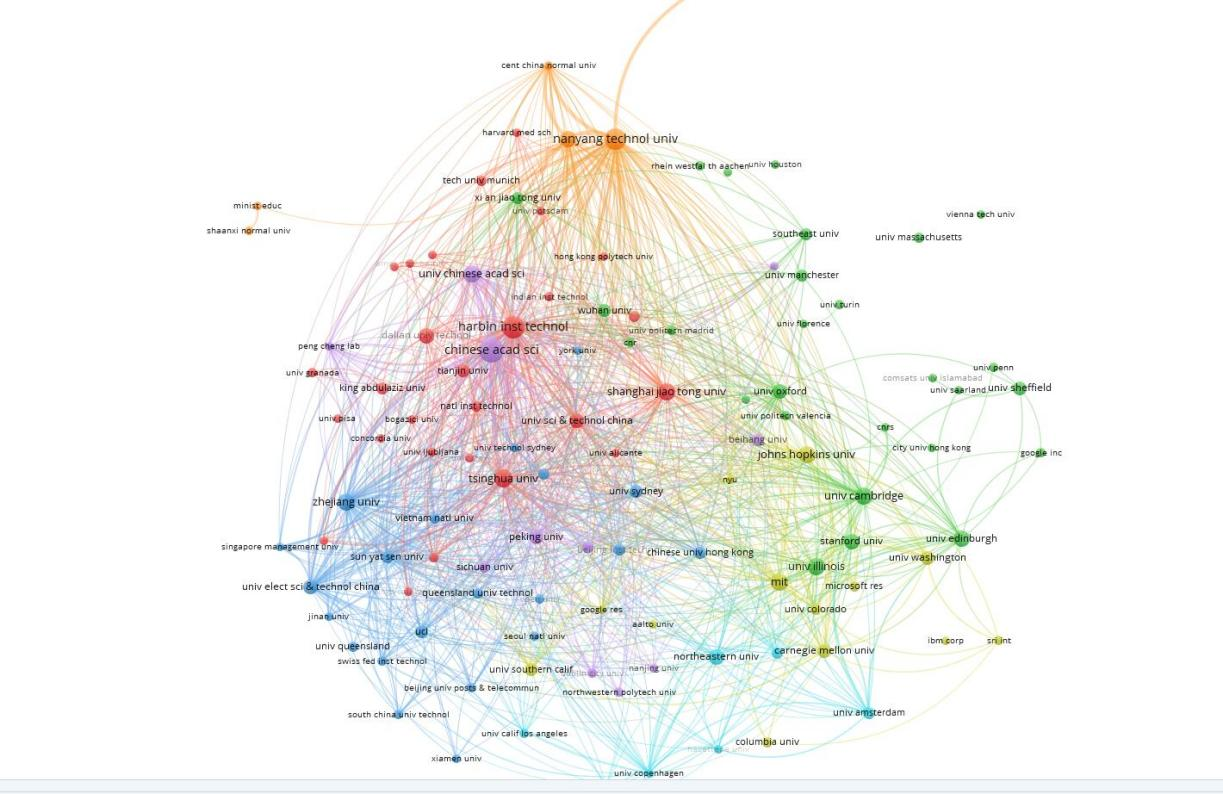 cent china normal univ
harvard med sch
nanyang technol univ
rhein westfal th aachen
univ houston
tech univ munich
xi an jiao tong univ
univ potsdam
minist educ
shaanxi normal univ
vienna tech univ
southeast univ
univ massachusetts
hong kong polytech univ
univ chinese acad sci
univ manchester
indian inst technol
univ turin
wuhan univ
harbin inst technol
univ florence
univ politecn madrid
dalian univ technol
cnr
peng cheng lab
chinese acad sci
york univ
univ granada
tianjin univ
univ penn
comsats univ islamabad
king abdulaziz univ
shanghai jiao tong univ
univ oxford
univ saarland
univ sheffield
natl inst technol
univ pisa
bogazici univ
univ sci & technol china
univ politecn valencia
cnrs
concordia univ
beihang univ
univ ljubljana
univ technol sydney
univ alicante
johns hopkins univ
city univ hong kong
google inc
tsinghua univ
nyu
univ sydney
zhejiang univ
univ cambridge
vietnam natl univ
peking univ
stanford univ
univ edinburgh
singapore management univ
sun yat sen univ
chinese univ hong kong
univ washington
sichuan univ
univ illinois
univ elect sci & technol china
queensland univ technol
mit
microsoft res
google res
univ colorado
jinan univ
aalto univ
ucl
seoul natl univ
ibm corp
sri int
univ queensland
northeastern univ
carnegie mellon univ
swiss fed inst technol
univ southern calif
nanjing univ
beijing univ posts & telecommun
northwestern polytech univ
south china univ technol
univ amsterdam
univ calif los angeles
columbia univ
xiamen univ
univ copenhagen